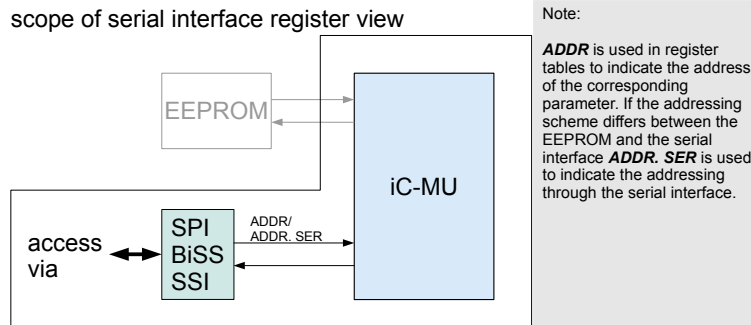 scope of serial interface register view
EEPROM
iC-MU
SPI
BiSS
SSI
ADDR/
ADDR. SER
access
via
Note:
ADDR is used in register
tables to indicate the address
of the corresponding
parameter. If the addressing
scheme differs between the
EEPROM and the serial
interface ADDR. SER is used
to indicate the addressing
through the serial interface.